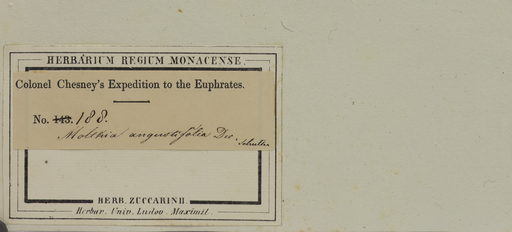 HERBARIUM REGIUM MONACENSE.
Colonel Chesney's Expedition to the Euphrates.
No. 143. 188.
Moltkia angustifolia Dec.
HERB. ZUCCARINII.
Herbar. Univ. Ludov. Maximil.